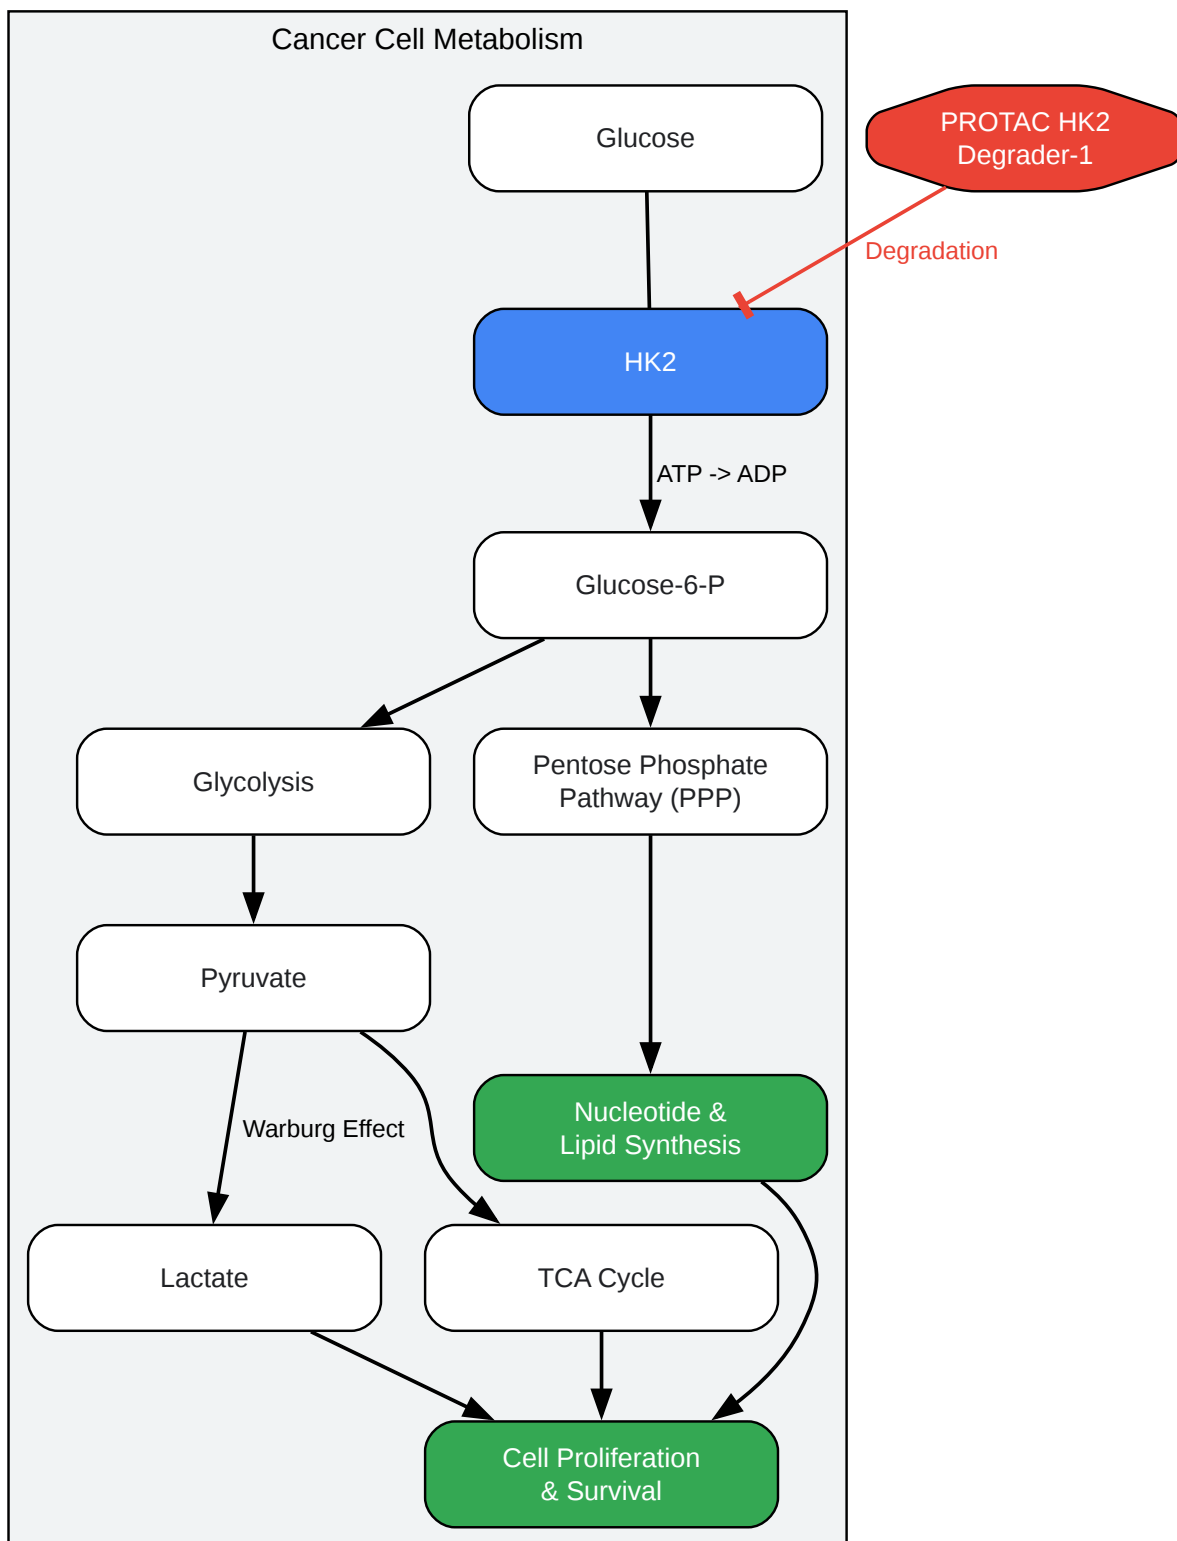 Cancer Cell Metabolism
Glucose
PROTAC HK2
Degrader-1
Degradation
HK2
ATP -> ADP
Glucose-6-P
Glycolysis
Pentose Phosphate
Pathway (PPP)
Pyruvate
Nucleotide &
Lipid Synthesis
Warburg Effect
Lactate
TCA Cycle
Cell Proliferation
& Survival